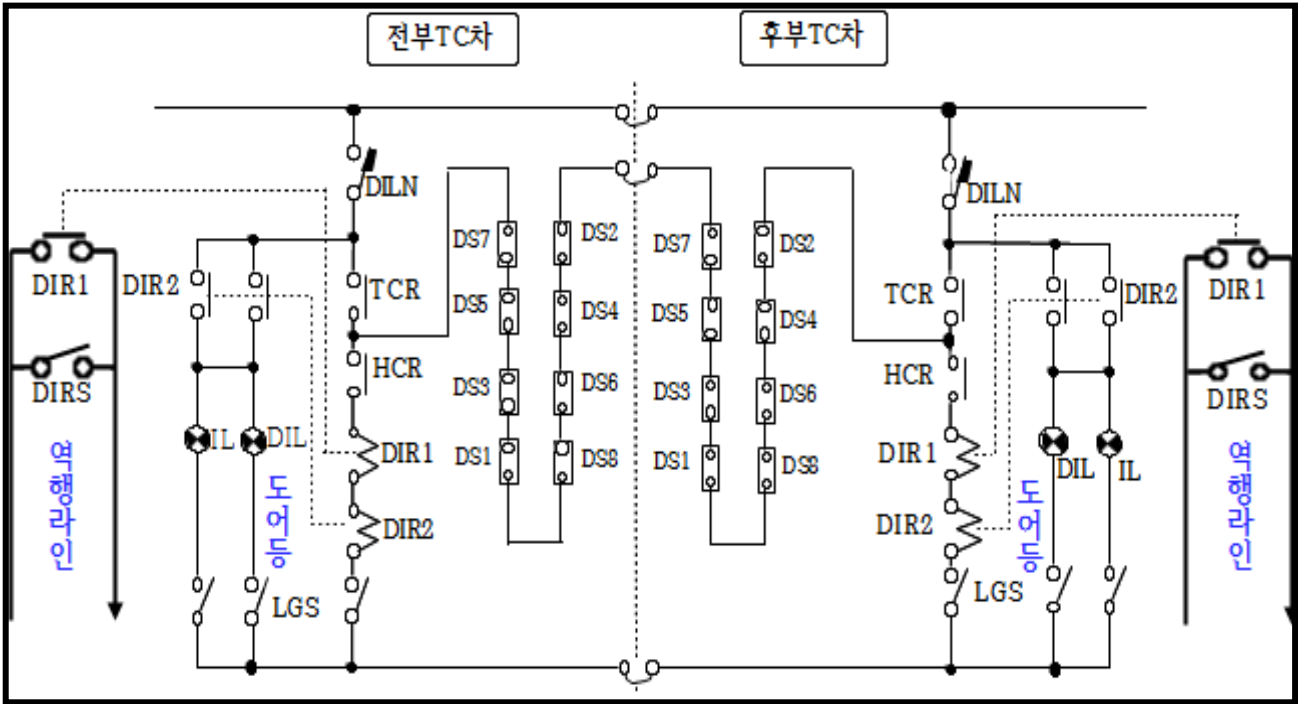 전부TC차
후부TC차
DILN
DILN
DIR1
DIR2
TCR
DS7
DS2
DS7
DS2
TCR
DIR2
DIR1
DS5
DS4
DS5
DS4
DIRS
HCR
DS3
DS6
DS3
DS6
HCR
DIRS
IL
DIL
DIR1
DS1
DS8
DS1
DS8
DIR1
DIL
IL
역행라인
도어등
DIR2
DIR2
도어등
역행라인
LGS
LGS